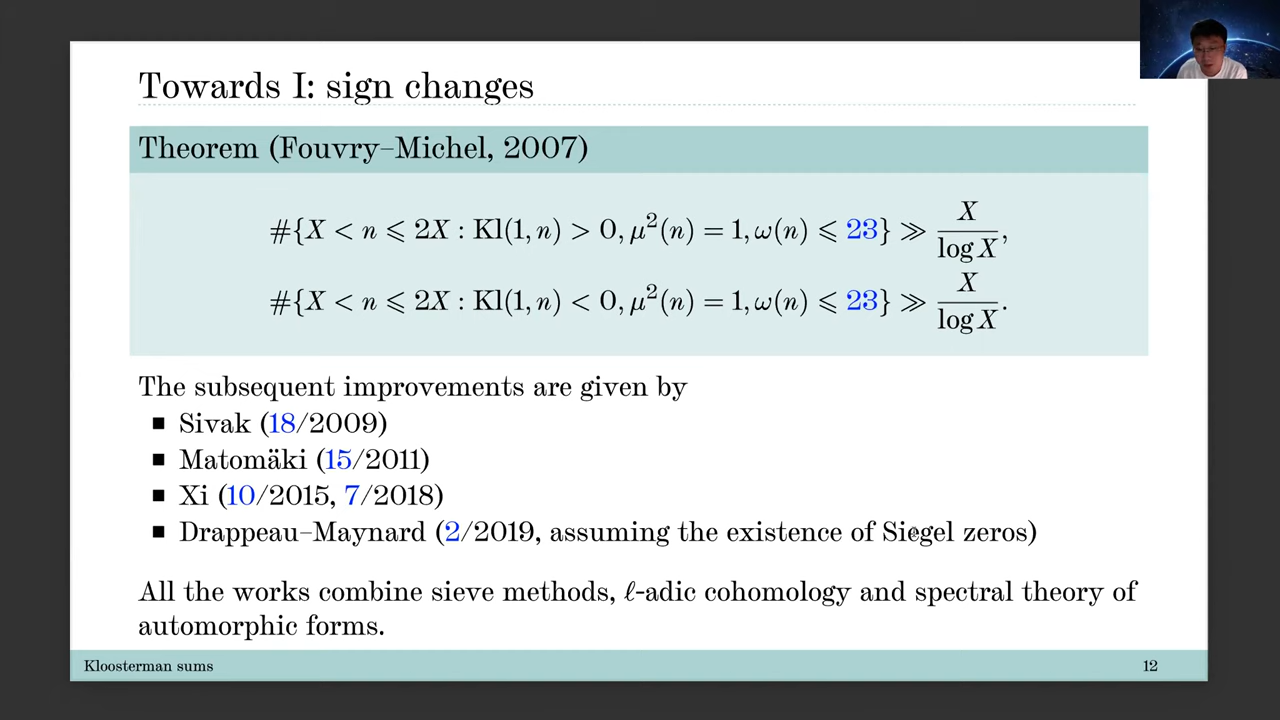 Towards I: sign changes
Theorem (Fouvry–Michel, 2007)
#{X < n ⩽ 2X : Kl(1, n) > 0, μ²(n) = 1, ω(n) ⩽ 23} ≫ X / log X,
#{X < n ⩽ 2X : Kl(1, n) < 0, μ²(n) = 1, ω(n) ⩽ 23} ≫ X / log X.
The subsequent improvements are given by
■ Sivak (18/2009)
■ Matomäki (15/2011)
■ Xi (10/2015, 7/2018)
■ Drappeau–Maynard (2/2019, assuming the existence of Siegel zeros)
All the works combine sieve methods, ℓ-adic cohomology and spectral theory of
automorphic forms.
Kloosterman sums
12